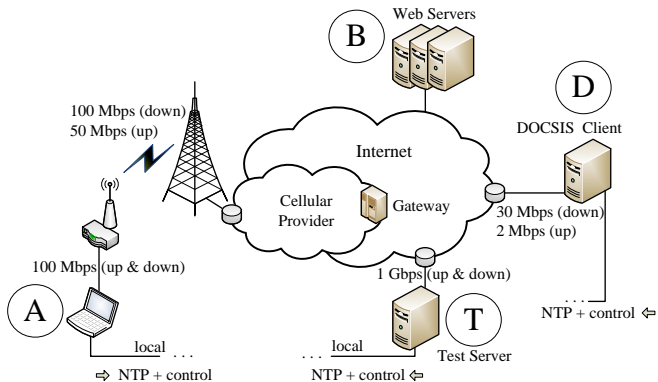 Web Servers
B
D
100 Mbps (down)
50 Mbps (up)
DOCSIS Client
Internet
Cellular
Provider
Gateway
30 Mbps (down)
2 Mbps (up)
100 Mbps (up & down)
1 Gbps (up & down)
A
T
. . .
NTP + control ⇦
local . . .
. . . local
Test Server
⇨ NTP + control
NTP + control ⇦